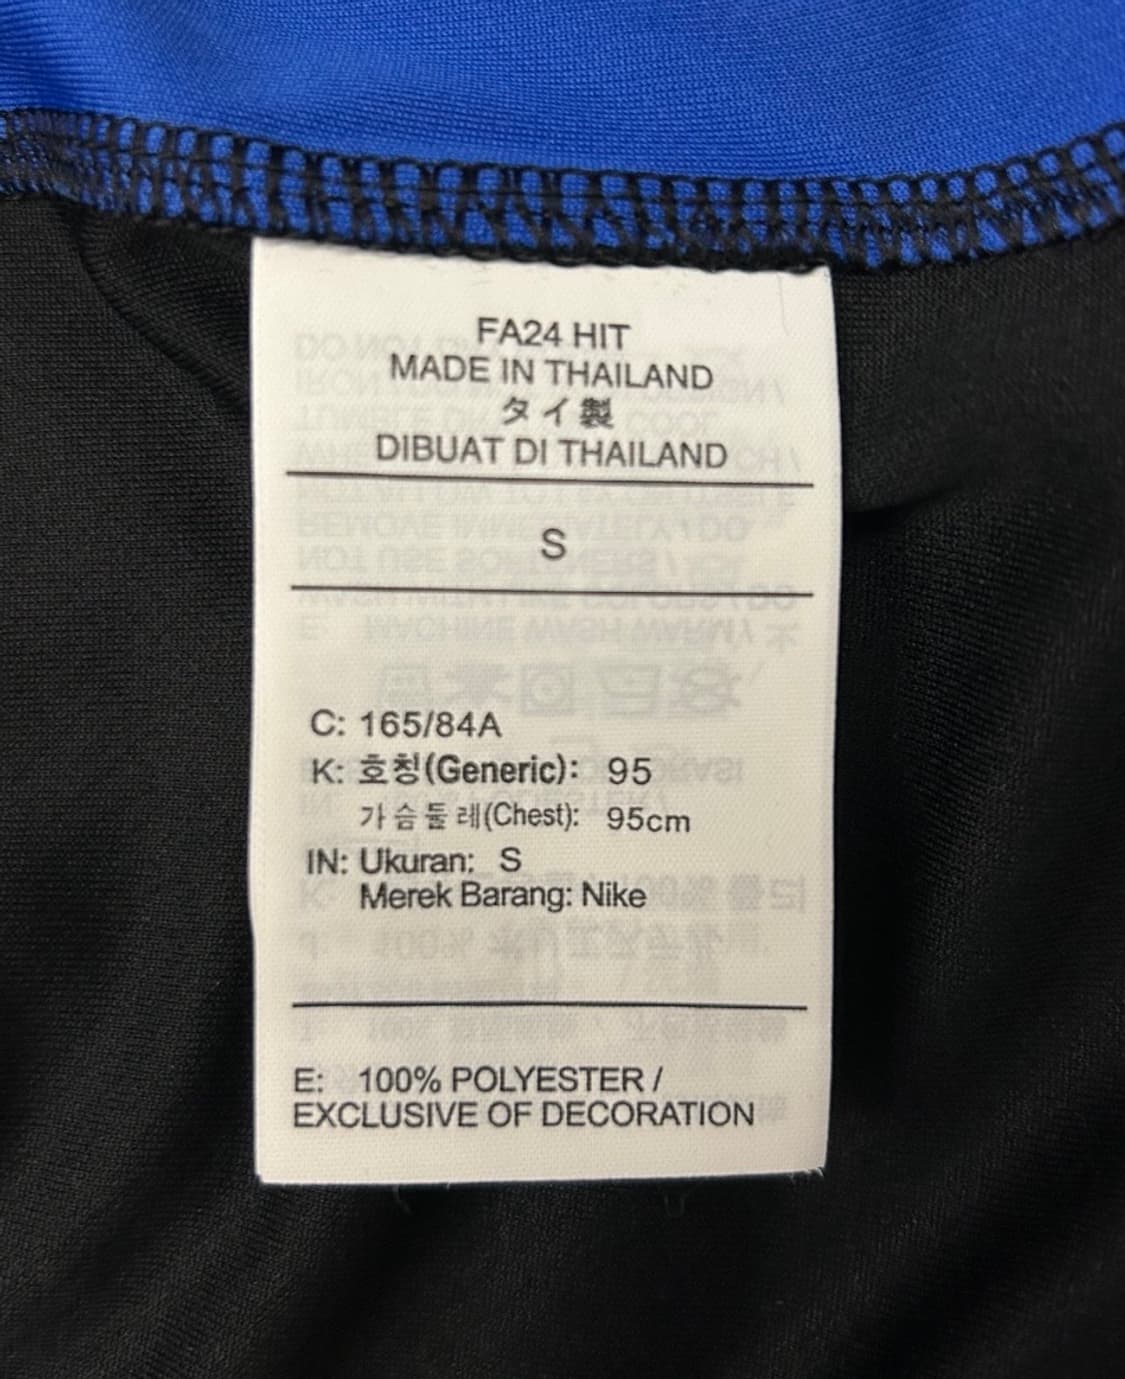 FA24 HIT
MADE IN THAILAND
タイ製
DIBUAT DI THAILAND
S
C: 165/84A
K: 호칭(Generic): 95
가슴둘레(Chest): 95cm
IN: Ukuran: S
Merek Barang: Nike
E: 100% POLYESTER /
EXCLUSIVE OF DECORATION